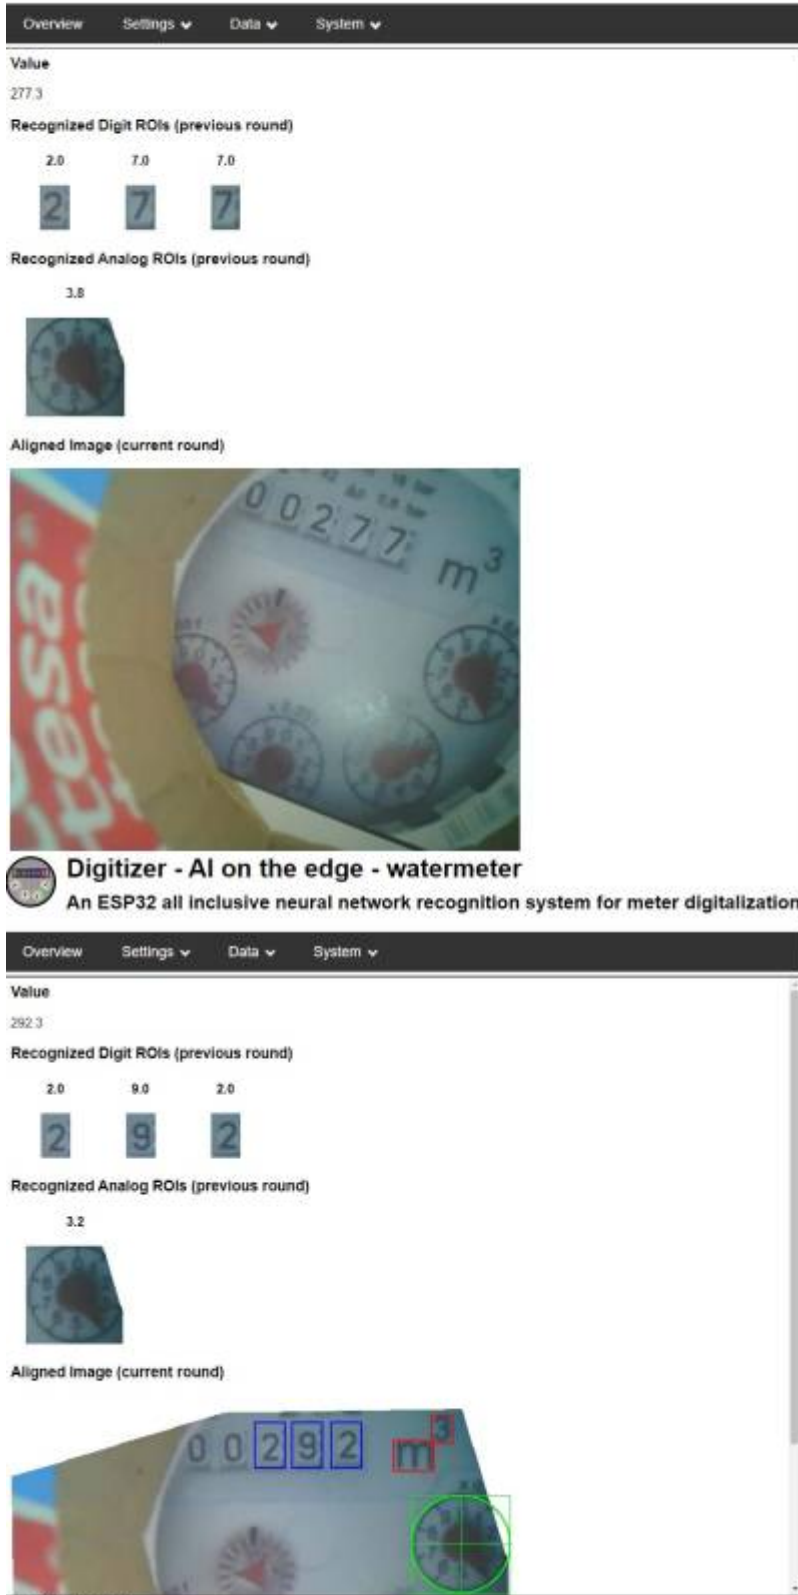 Overview Settings Data System
Value
277.3
Recognized Digit ROIs (previous round)
2.0 7.0 7.0
2 7 7
Recognized Analog ROIs (previous round)
3.8
Aligned Image (current round)
bar
00277 m3
Digitizer - AI on the edge - watermeter
An ESP32 all inclusive neural network recognition system for meter digitalization
Overview Settings Data System
Value
292.3
Recognized Digit ROIs (previous round)
2.0 9.0 2.0
2 9 2
Recognized Analog ROIs (previous round)
3.2
Aligned Image (current round)
00292 m3